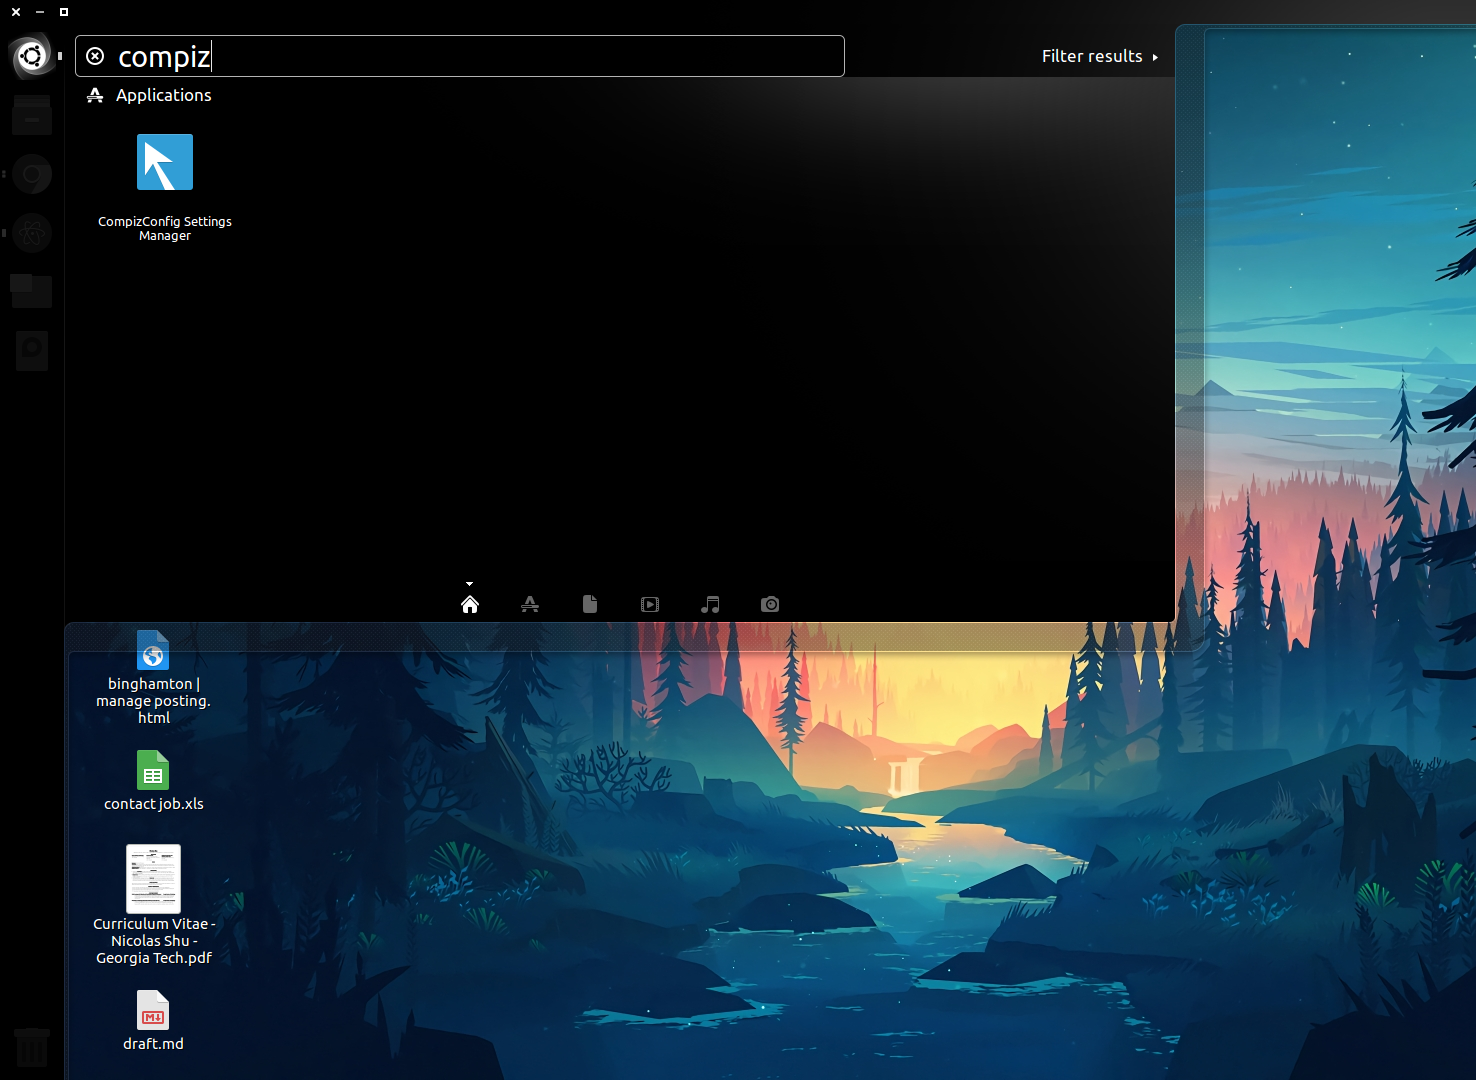 compiz
Filter results
Applications
CompizConfig Settings
Manager
binghamton |
manage posting.
html
contact job.xls
Curriculum Vitae -
Nicolas Shu -
Georgia Tech.pdf
draft.md